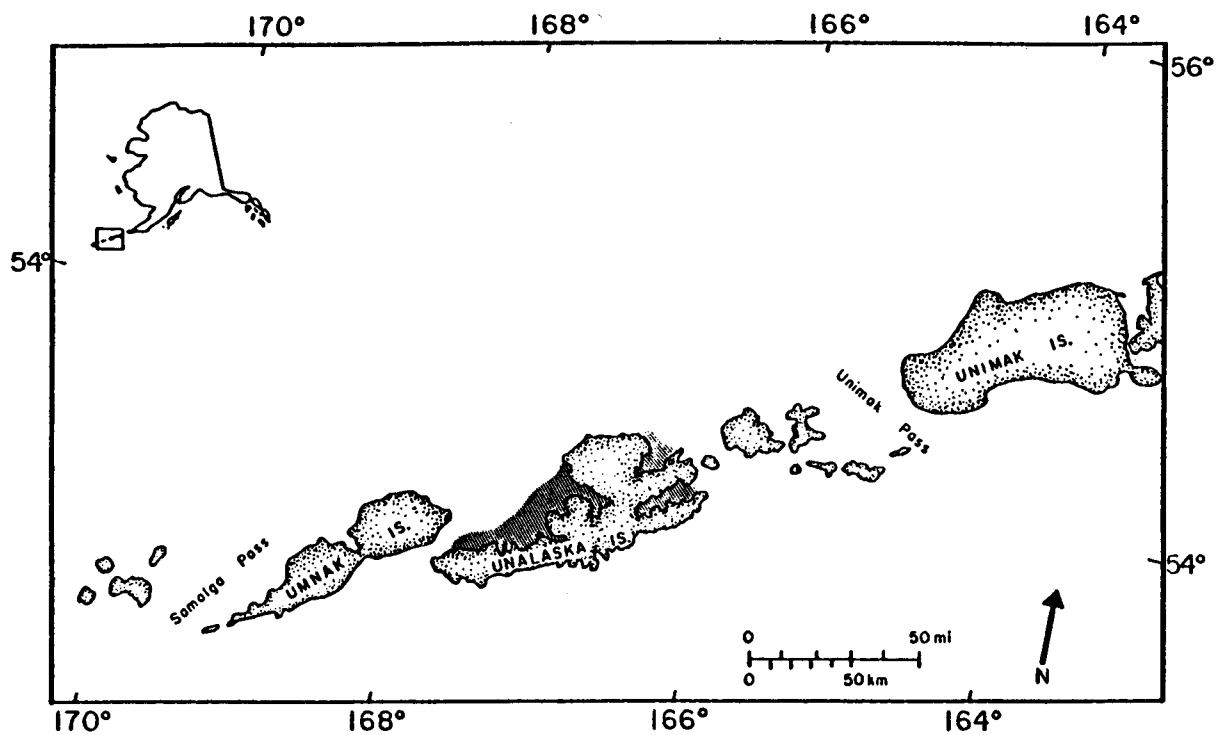 170°
168°
166°
164°
56°
54°
UNIMAK IS.
Unimak Pass
UMNAK IS.
UNALASKA IS.
Samalga Pass
54°
0 50 mi
0 50 km
N
170°
168°
166°
164°